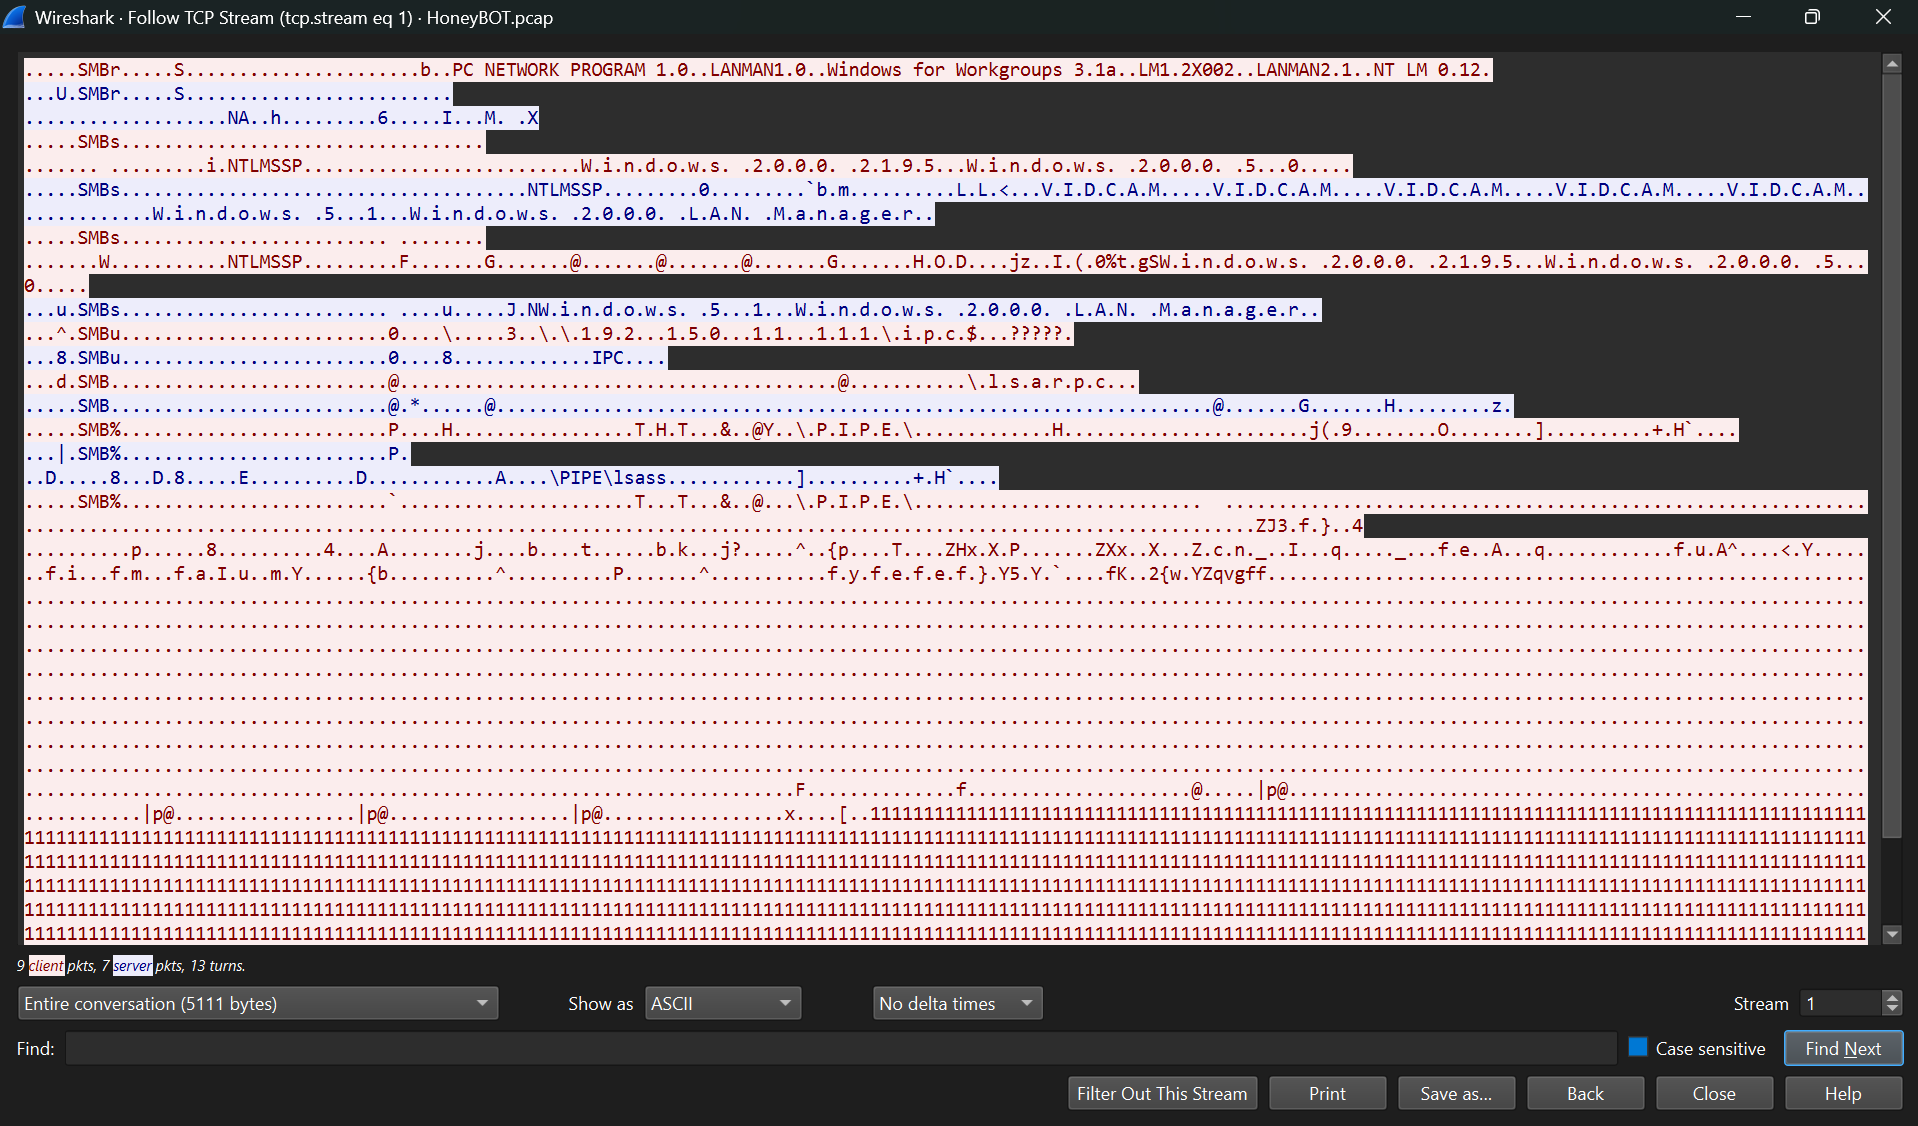 Wireshark · Follow TCP Stream (tcp.stream eq 1) · HoneyBOT.pcap
.....SMBr.....S......................b..PC NETWORK PROGRAM 1.0..LANMAN1.0..Windows for Workgroups 3.1a..LM1.2X002..LANMAN2.1..NT LM 0.12.
...U.SMBr.....S.........................
...................NA..h.........6.....I...M. .X
.....SMBs..................................
....... .........i.NTLMSSP..........................W.i.n.d.o.w.s. .2.0.0.0. .2.1.9.5...W.i.n.d.o.w.s. .2.0.0.0. .5...0.....
.....SMBs......................................NTLMSSP.........0.........`b.m..........L.L.<...V.I.D.C.A.M.....V.I.D.C.A.M.....V.I.D.C.A.M.....V.I.D.C.A.M.....V.I.D.C.A.M..
............W.i.n.d.o.w.s. .5...1...W.i.n.d.o.w.s. .2.0.0.0. .L.A.N. .M.a.n.a.g.e.r..
.....SMBs......................... ........
.......W...........NTLMSSP.........F.......G.......@.......@.......@.......G.......H.O.D....jz..I.(.0%t.gSW.i.n.d.o.w.s. .2.0.0.0. .2.1.9.5...W.i.n.d.o.w.s. .2.0.0.0. .5...
0.....
...u.SMBs......................... ....u.....J.NW.i.n.d.o.w.s. .5...1...W.i.n.d.o.w.s. .2.0.0.0. .L.A.N. .M.a.n.a.g.e.r..
...^.SMBu.........................0....\.....3..\.\.1.9.2...1.5.0...1.1...1.1.1.\.i.p.c.$...?????.
...8.SMBu.........................0....8.............IPC....
...d.SMB..........................@.........................................@...........\.l.s.a.r.p.c...
.....SMB..........................@.*......@...................................................................@.......G.......H.........z.
.....SMB%.........................P....H.................T.H.T...&..@Y..\.P.I.P.E.\.............H.......................j(.9........O........]..........+.H`....
...|.SMB%.........................P.
..D.....8...D.8.....E..........D............A....\PIPE\lsass............]..........+.H`....
.....SMB%.........................`......................T...T...&..@...\.P.I.P.E.\........................... ............................................................
...................................................................................................................ZJ3.f.}..4
..........p......8..........4....A........j....b....t......b.k...j?.....^..{p....T....ZHx.X.P.......ZXx..X...Z.c.n._..I...q....._...f.e..A...q............f.u.A^....<.Y.....
..f.i...f.m...f.a.I.u..m.Y......{b..........^..........P.......^...........f.y.f.e.f.e.f.}.Y5.Y.`....fK..2{w.YZqvgff........................................................
............................................................................................................................................................................
............................................................................................................................................................................
............................................................................................................................................................................
............................................................................................................................................................................
............................................................................................................................................................................
............................................................................................................................................................................
............................................................................................................................................................................
............................................................................................................................................................................
........................................................................F..............f.....................@.....|p@......................................................
...........|p@.................|p@.................|p@.................x....[..1111111111111111111111111111111111111111111111111111111111111111111111111111111111111111111111111
1111111111111111111111111111111111111111111111111111111111111111111111111111111111111111111111111111111111111111111111111111111111111111111111111111111111111111111111111111111111111111
1111111111111111111111111111111111111111111111111111111111111111111111111111111111111111111111111111111111111111111111111111111111111111111111111111111111111111111111111111111111111111
1111111111111111111111111111111111111111111111111111111111111111111111111111111111111111111111111111111111111111111111111111111111111111111111111111111111111111111111111111111111111111
1111111111111111111111111111111111111111111111111111111111111111111111111111111111111111111111111111111111111111111111111111111111111111111111111111111111111111111111111111111111111111
1111111111111111111111111111111111111111111111111111111111111111111111111111111111111111111111111111111111111111111111111111111111111111111111111111111111111111111111111111111111111111
9 client pkts, 7 server pkts, 13 turns.
Entire conversation (5111 bytes) Show as ASCII No delta times Stream 1
Find: Case sensitive Find Next
Filter Out This Stream Print Save as... Back Close Help